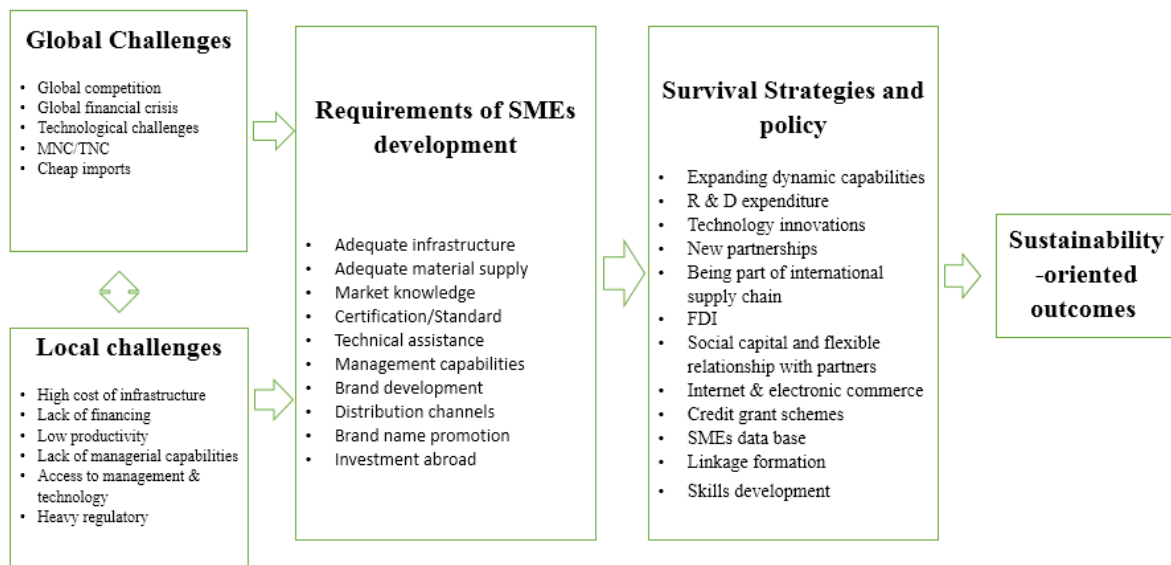 Global Challenges
• Global competition
• Global financial crisis
• Technological challenges
• MNC/TNC
• Cheap imports
Local challenges
• High cost of infrastructure
• Lack of financing
• Low productivity
• Lack of managerial capabilities
• Access to management &
technology
• Heavy regulatory
Requirements of SMEs
development
• Adequate infrastructure
• Adequate material supply
• Market knowledge
• Certification/Standard
• Technical assistance
• Management capabilities
• Brand development
• Distribution channels
• Brand name promotion
• Investment abroad
Survival Strategies and
policy
• Expanding dynamic capabilities
• R & D expenditure
• Technology innovations
• New partnerships
• Being part of international
supply chain
• FDI
• Social capital and flexible
relationship with partners
• Internet & electronic commerce
• Credit grant schemes
• SMEs data base
• Linkage formation
• Skills development
Sustainability
-oriented
outcomes